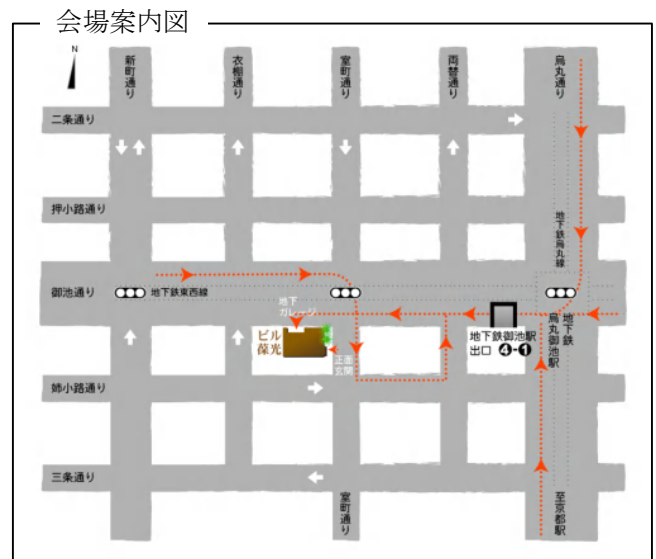 会場案内図
N
新町通り
衣棚通り
室町通り
両替通り
烏丸通り
二条通り
押小路通り
地下鉄烏丸線
御池通り
地下鉄東西線
地下
ガレージ
ビル
葆光
正面
玄関
地下鉄御池駅
出口 ❹-❶
地下鉄
烏丸御池駅
姉小路通り
三条通り
室町通り
至京都駅